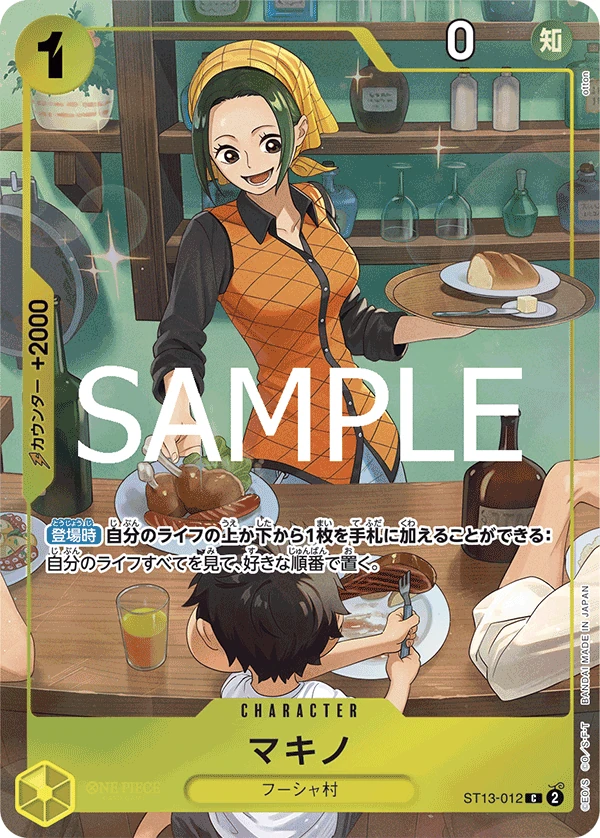 1
0
知
otton
カウンター +2000
SAMPLE
登場時 自分のライフの上か下から1枚を手札に加えることができる:
自分のライフすべてを見て、好きな順番で置く。
CHARACTER
マキノ
フーシャ村
ONE PIECE
ST13-012 C 2
©E.O/S. ©O./S・F・T BANDAI MADE IN JAPAN